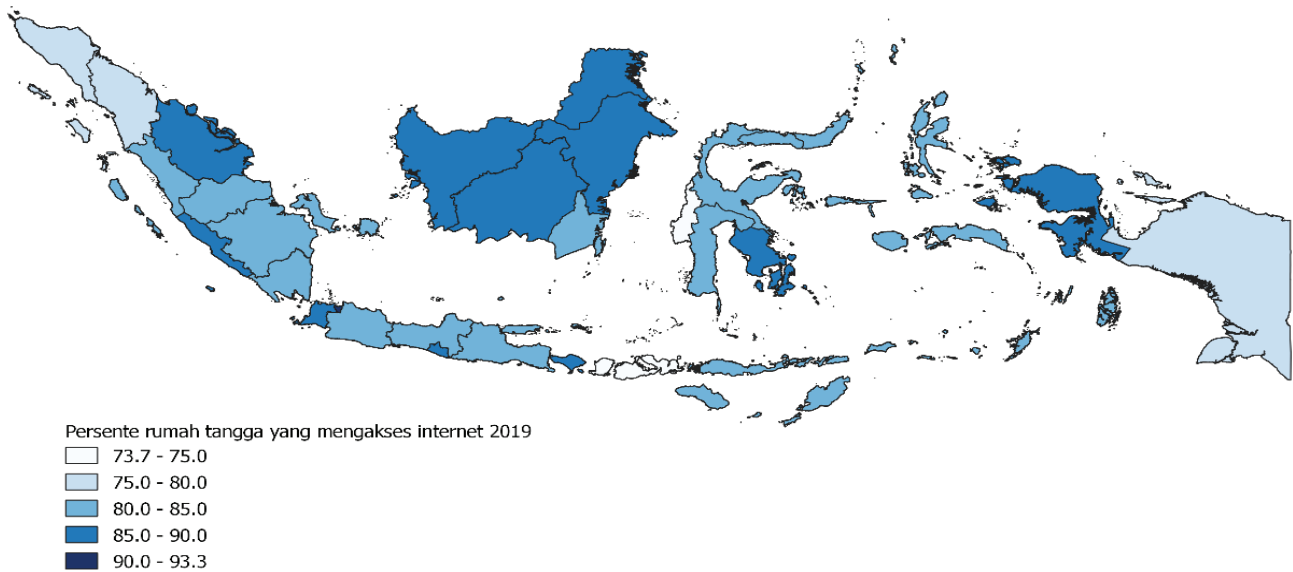 Persente rumah tangga yang mengakses internet 2019
73.7 - 75.0
75.0 - 80.0
80.0 - 85.0
85.0 - 90.0
90.0 - 93.3